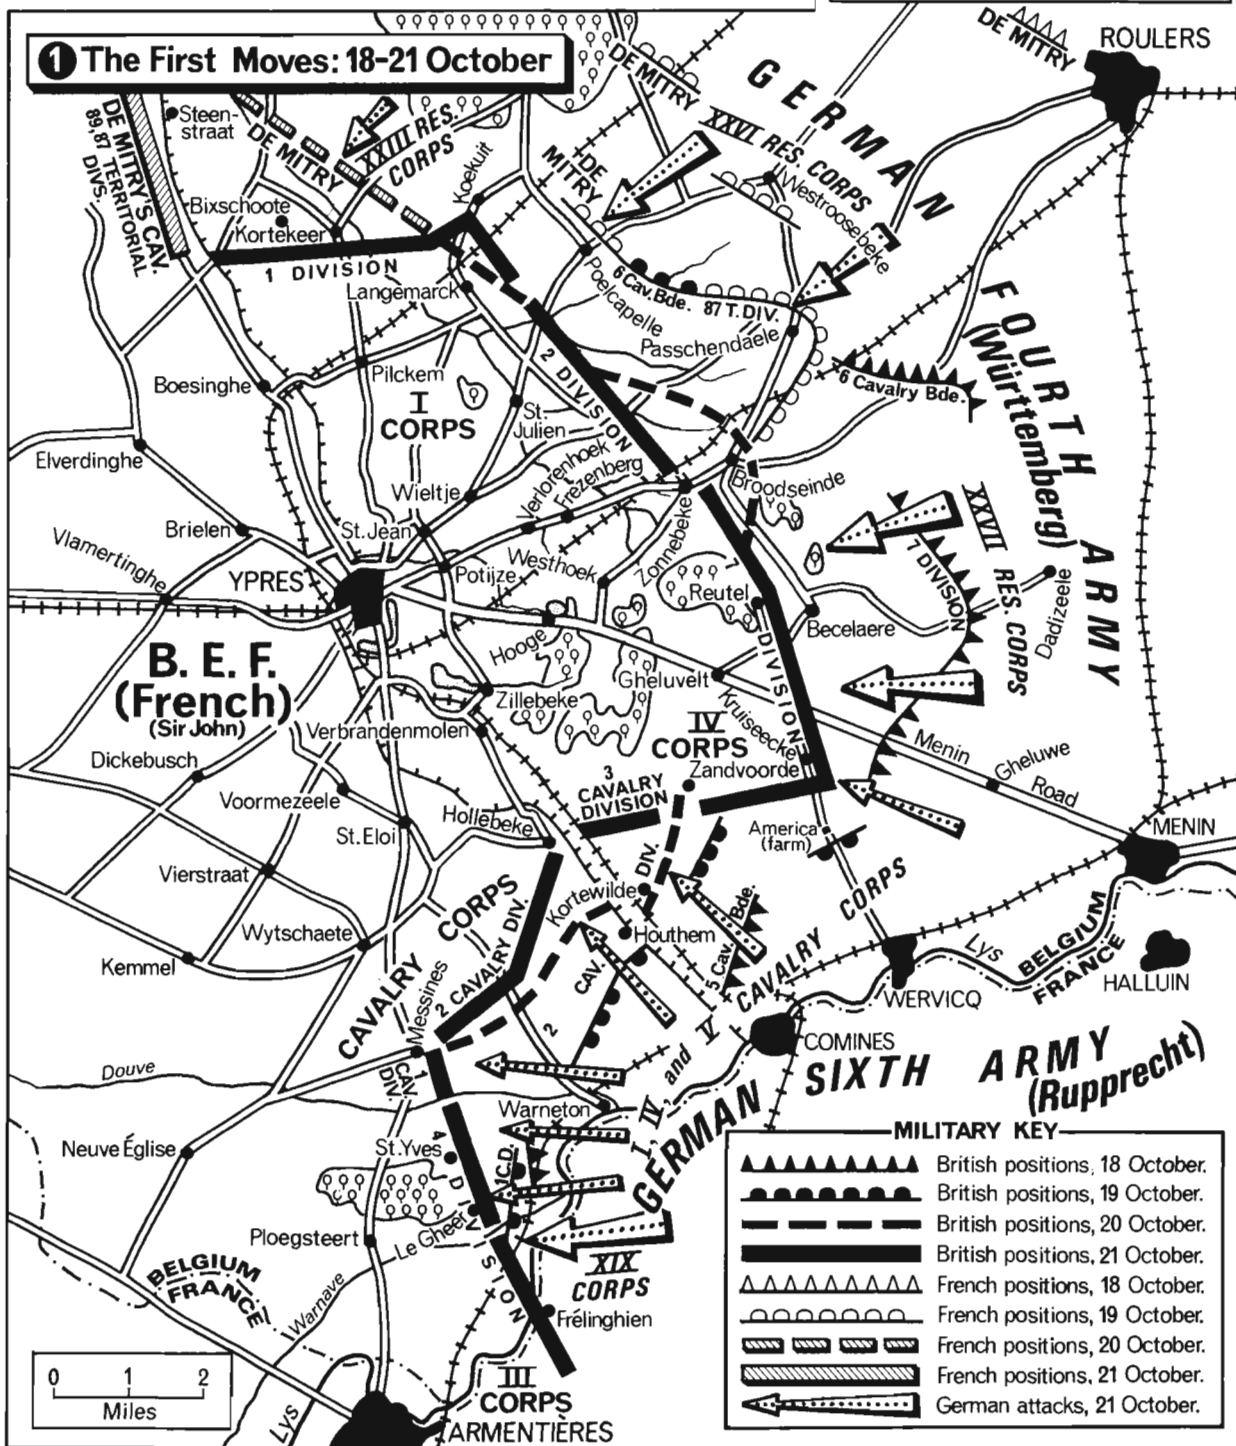 1 The First Moves: 18-21 October
DE MITRY
ROULERS
DE MITRY
GERMAN
FOURTH ARMY
(Württemberg)
Steen-
straat
DE MITRY'S CAV.
89,87 TERRITORIAL
DIVS.
DE MITRY
XXIII RES.
CORPS
Koekuit
DE
MITRY
XXVI RES. CORPS
Westroosebeke
Bixschoote
Kortekeer
1 DIVISION
Langemarck
Poelcapelle
6 Cav.Bde.
87 T.DIV.
Passchendaele
6 Cavalry Bde.
Boesinghe
Pilckem
I
CORPS
St.
Julien
2 DIVISION
Elverdinghe
Wieltje
Verlorenhoek
Frezenberg
Broodseinde
Brielen
St.Jean
Zonnebeke
Vlamertinghe
YPRES
Potijze
Westhoek
Reutel
7 DIVISION
7 DIVISION
XXVII RES. CORPS
Dadizeele
Becelaere
Hooge
Gheluvelt
B. E. F.
(French)
(Sir John)
Zillebeke
Kruiseecke
IV
CORPS
Verbrandenmolen
Menin Road
Gheluwe
Dickebusch
Zandvoorde
3
CAVALRY
DIVISION
Voormezeele
Hollebeke
St.Eloi
America
(farm)
MENIN
Vierstraat
Kortewilde
DIV.
CORPS
Wytschaete
Houthem
5 Cav. Bde.
Kemmel
CAVALRY CORPS
2 CAVALRY DIV.
2 CAV.
Lys
BELGIUM
FRANCE
HALLUIN
WERVICQ
Messines
COMINES
I, IV, and V CAVALRY
GERMAN SIXTH ARMY
(Rupprecht)
Douve
1
CAV.
DIV.
Warneton
Neuve Église
St.Yves
1C.D.
4 DIVISION
Ploegsteert
Le Gheer
XIX
CORPS
BELGIUM
FRANCE
Warnave
Frélinghien
III
CORPS
ARMENTIÈRES
Lys
0 1 2
Miles
MILITARY KEY
British positions, 18 October.
British positions, 19 October.
British positions, 20 October.
British positions, 21 October.
French positions, 18 October.
French positions, 19 October.
French positions, 20 October.
French positions, 21 October.
German attacks, 21 October.